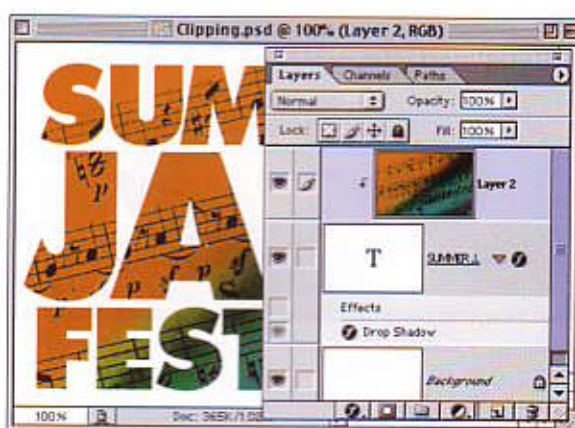 Clipping.psd @ 100% (Layer 2, RGB)
SUM
JA
FEST
Layers Channels Paths
Normal Opacity: 100%
Lock: Fill: 100%
Layer 2
T SUMMER J
Effects
Drop Shadow
Background
100% Doc: 365K/